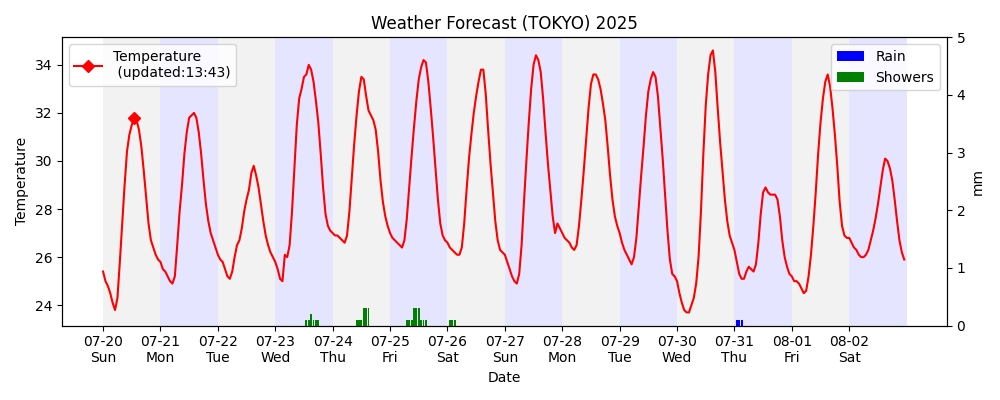 Weather Forecast (TOKYO) 2025
Temperature
(updated:13:43)
Rain
Showers
Temperature
34
32
30
28
26
24
5
4
3
2
1
0
mm
07-20 07-21 07-22 07-23 07-24 07-25 07-26 07-27 07-28 07-29 07-30 07-31 08-01 08-02
Sun Mon Tue Wed Thu Fri Sat Sun Mon Tue Wed Thu Fri Sat
Date